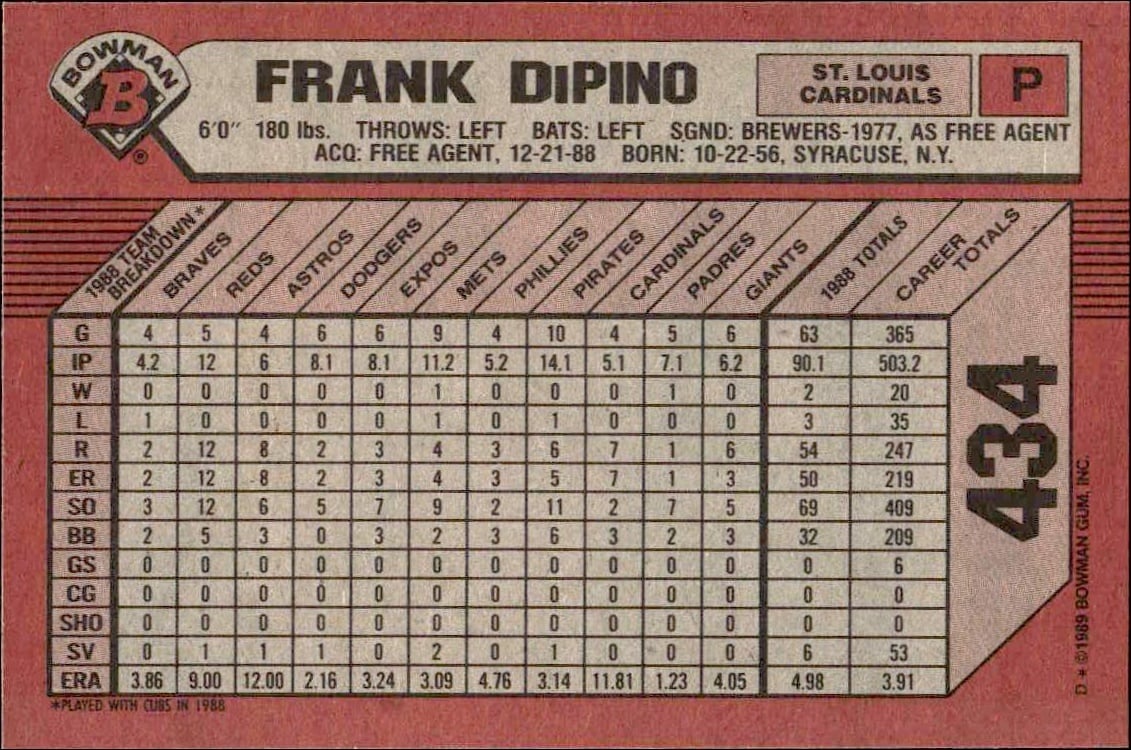 BOWMAN
B
®
FRANK DiPINO
ST. LOUIS
CARDINALS
P
6'0" 180 lbs. THROWS: LEFT BATS: LEFT SGND: BREWERS-1977, AS FREE AGENT
ACQ: FREE AGENT, 12-21-88 BORN: 10-22-56, SYRACUSE, N.Y.
1988 TEAM BREAKDOWN* BRAVES REDS ASTROS DODGERS EXPOS METS PHILLIES PIRATES CARDINALS PADRES GIANTS 1988 TOTALS CAREER TOTALS
G 4 5 4 6 6 9 4 10 4 5 6 63 365
IP 4.2 12 6 8.1 8.1 11.2 5.2 14.1 5.1 7.1 6.2 90.1 503.2
W 0 0 0 0 0 1 0 0 0 1 0 2 20
L 1 0 0 0 0 1 0 1 0 0 0 3 35
R 2 12 8 2 3 4 3 6 7 1 6 54 247
ER 2 12 8 2 3 4 3 5 7 1 3 50 219
SO 3 12 6 5 7 9 2 11 2 7 5 69 409
BB 2 5 3 0 3 2 3 6 3 2 3 32 209
GS 0 0 0 0 0 0 0 0 0 0 0 0 6
CG 0 0 0 0 0 0 0 0 0 0 0 0 0
SHO 0 0 0 0 0 0 0 0 0 0 0 0 0
SV 0 1 1 1 0 2 0 1 0 0 0 6 53
ERA 3.86 9.00 12.00 2.16 3.24 3.09 4.76 3.14 11.81 1.23 4.05 4.98 3.91
*PLAYED WITH CUBS IN 1988
434
D * ©1989 BOWMAN GUM, INC.